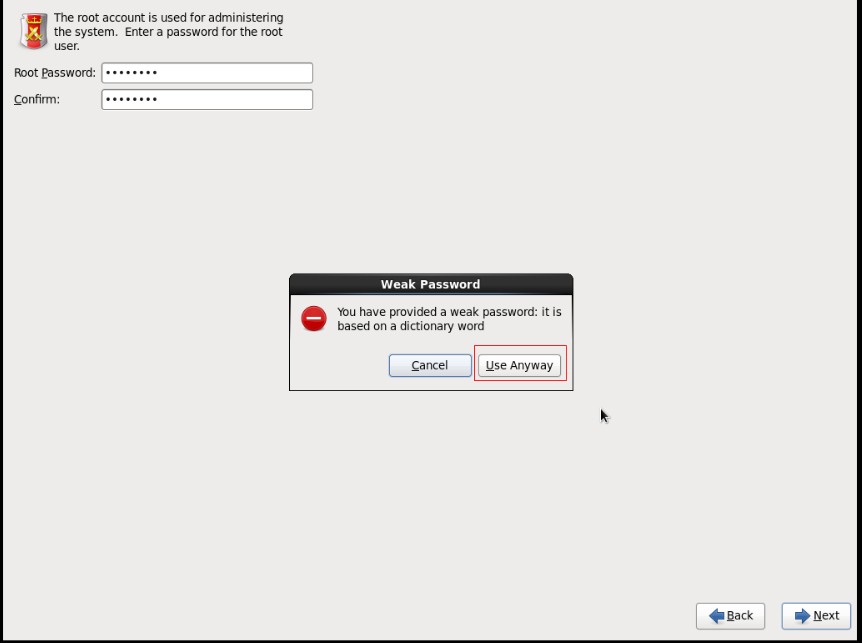 The root account is used for administering
the system.  Enter a password for the root
user.
Root Password: ••••••••
Confirm: ••••••••
Weak Password
You have provided a weak password: it is
based on a dictionary word
Cancel Use Anyway
Back Next